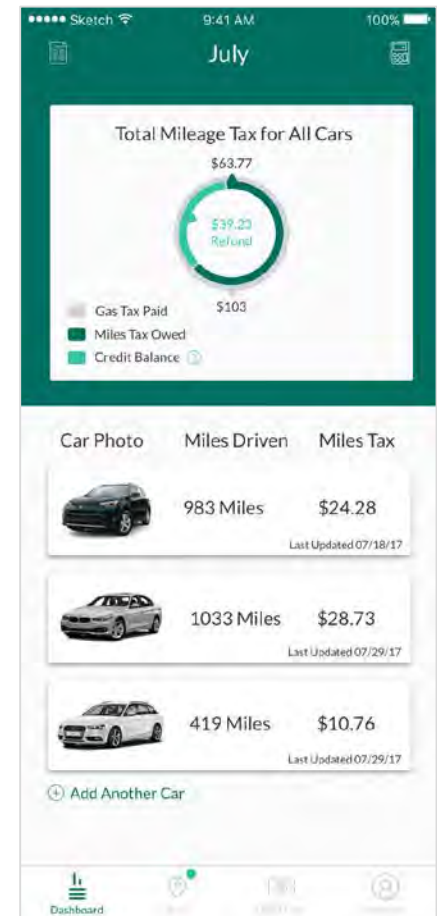 Sketch 9:41 AM 100%
July
Total Mileage Tax for All Cars
$63.77
$39.23
Refund
$103
Gas Tax Paid
Miles Tax Owed
Credit Balance
Car Photo Miles Driven Miles Tax
983 Miles $24.28
Last Updated 07/18/17
1033 Miles $28.73
Last Updated 07/29/17
419 Miles $10.76
Last Updated 07/29/17
Add Another Car
Dashboard